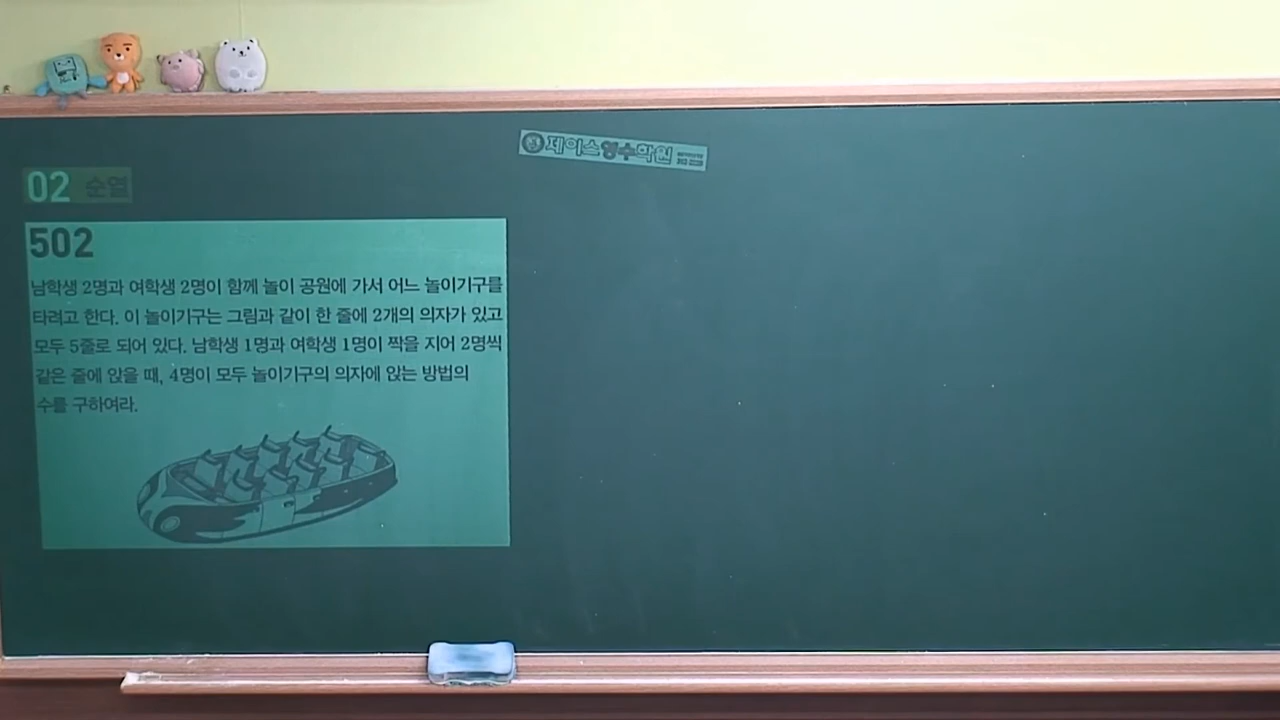 제이스영수학원
02 순열
502
남학생 2명과 여학생 2명이 함께 놀이 공원에 가서 어느 놀이기구를
타려고 한다. 이 놀이기구는 그림과 같이 한 줄에 2개의 의자가 있고
모두 5줄로 되어 있다. 남학생 1명과 여학생 1명이 짝을 지어 2명씩
같은 줄에 앉을 때, 4명이 모두 놀이기구의 의자에 앉는 방법의
수를 구하여라.